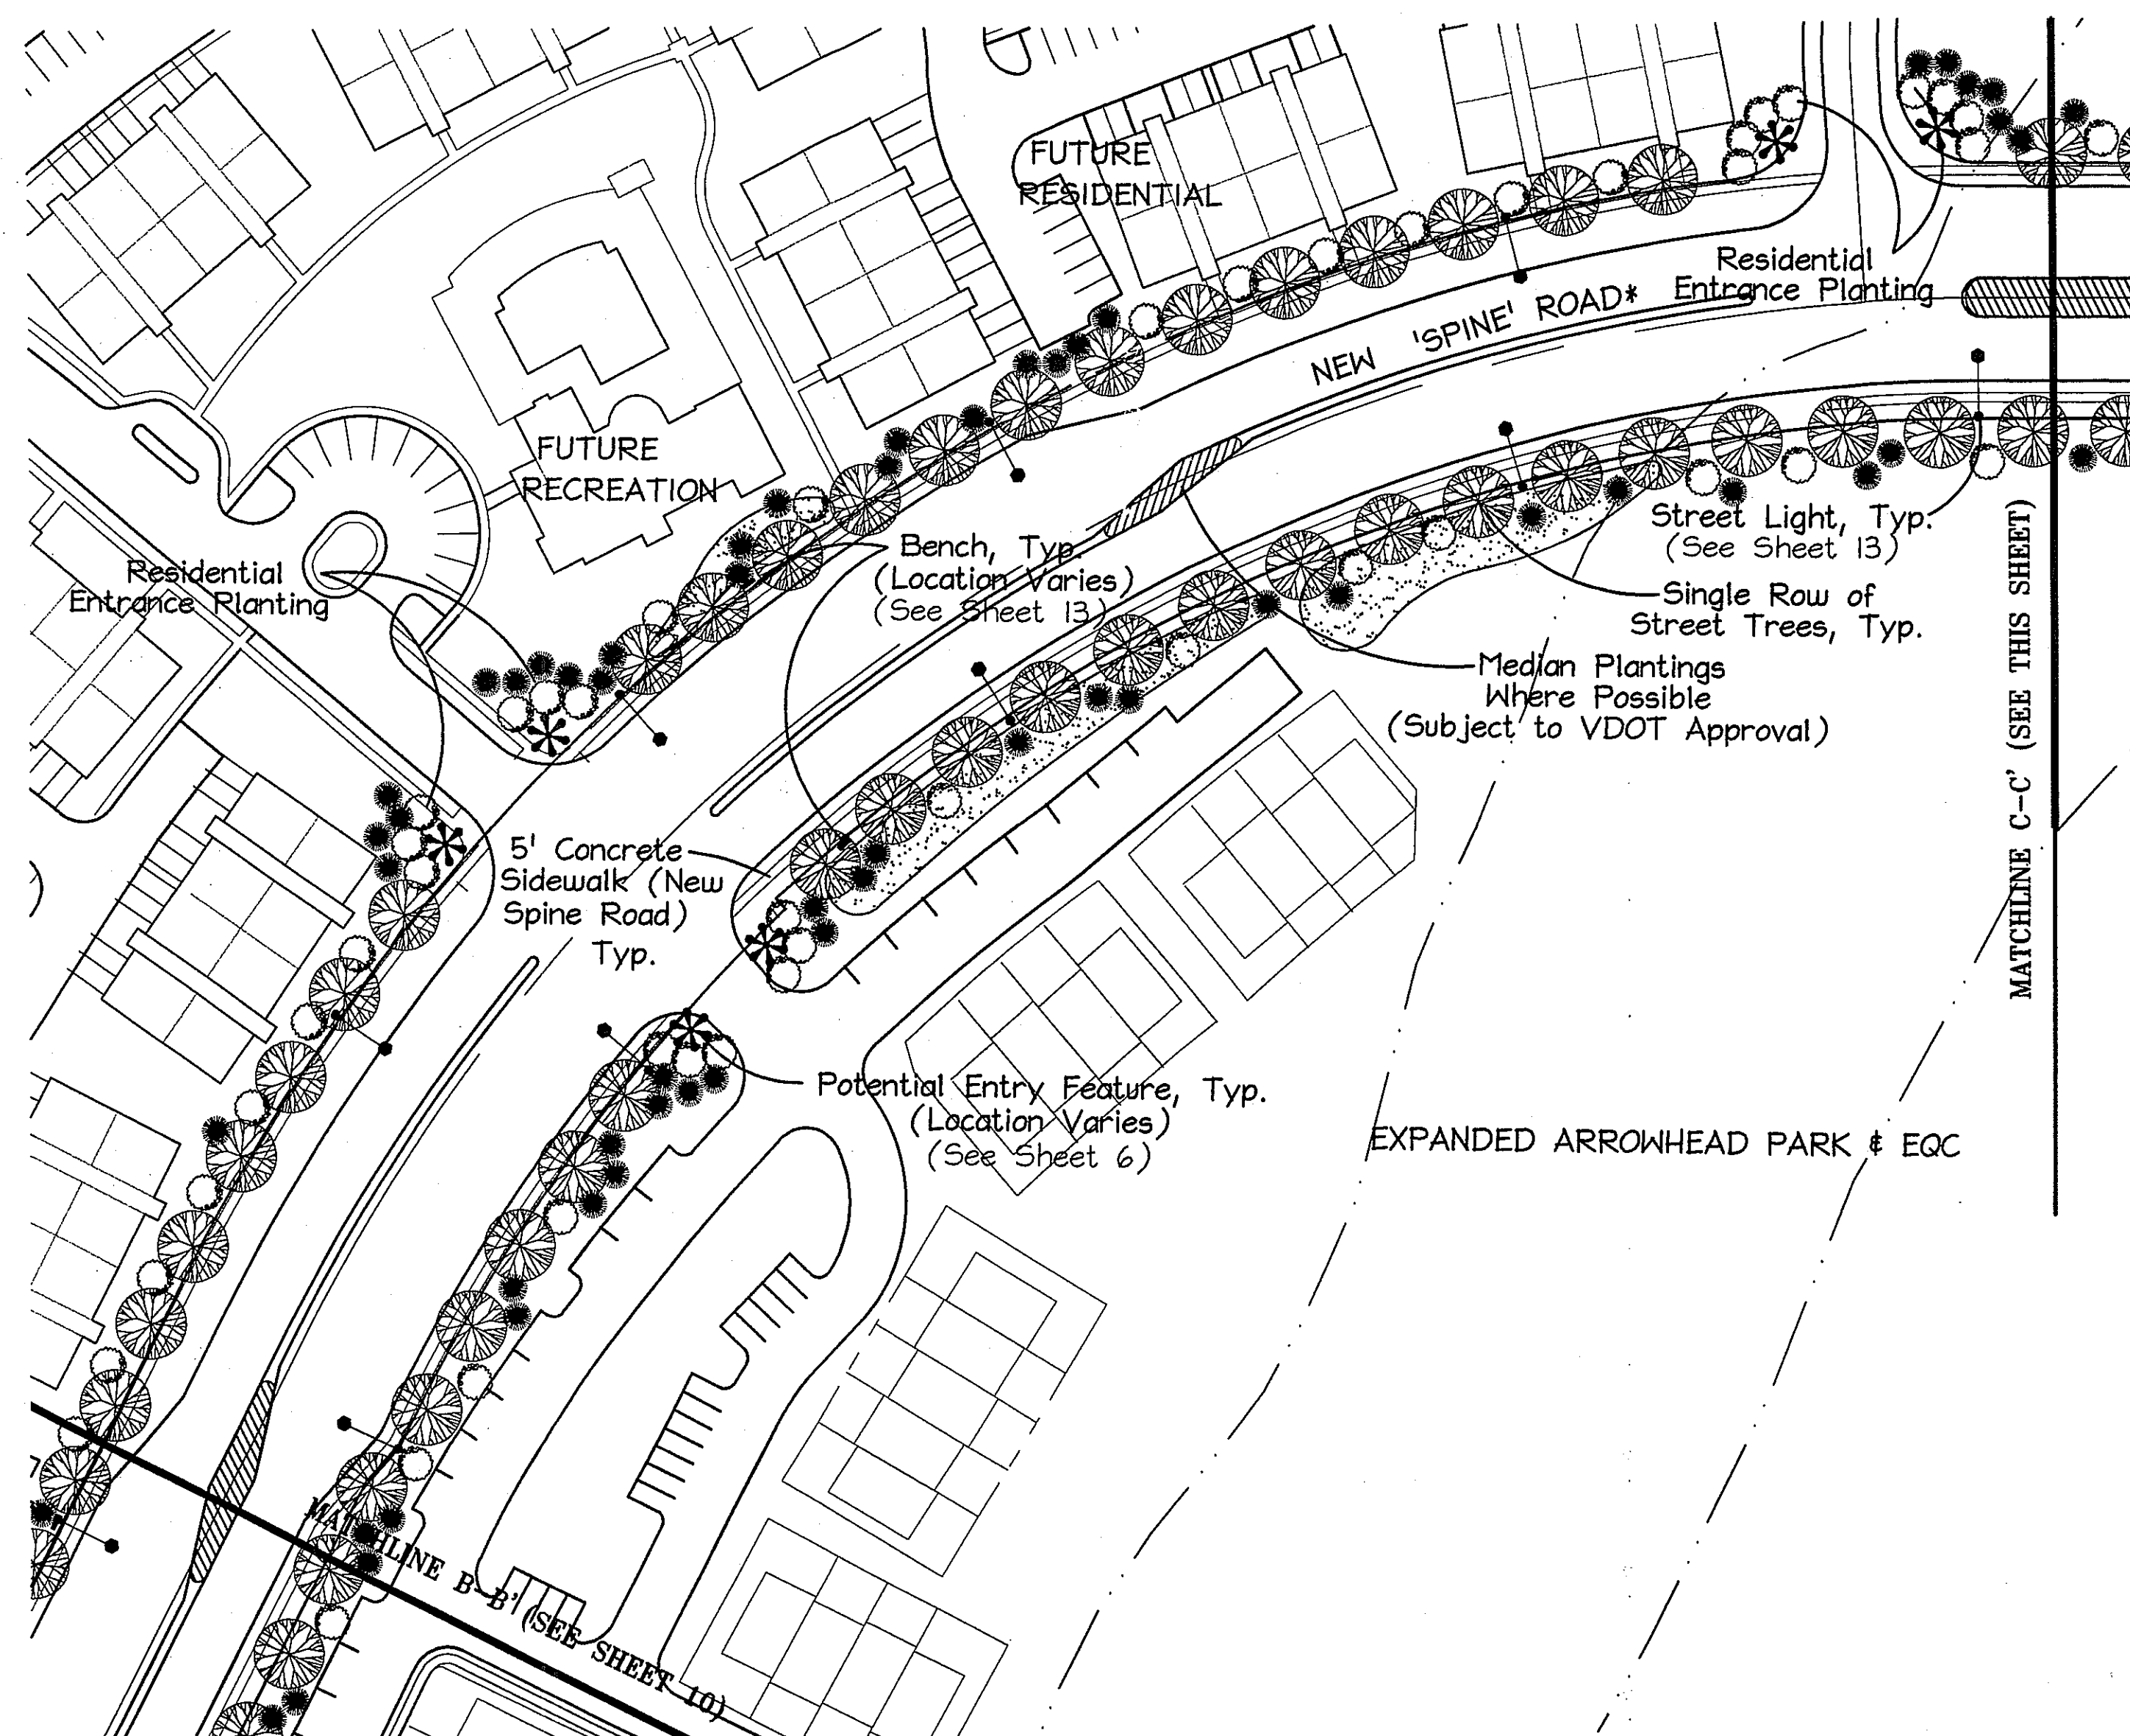 FUTURE
RESIDENTIAL
Residential
Entrance Planting
NEW 'SPINE' ROAD*
FUTURE
RECREATION
Bench, Typ.
(Location Varies)
(See Sheet 13)
Street Light, Typ.
(See Sheet 13)
Residential
Entrance Planting
Single Row of
Street Trees, Typ.
Median Plantings
Where Possible
(Subject to VDOT Approval)
MATCHLINE C-C' (SEE THIS SHEET)
5' Concrete
Sidewalk (New
Spine Road)
Typ.
Potential Entry Feature, Typ.
(Location Varies)
(See Sheet 6)
EXPANDED ARROWHEAD PARK & EQC
MATCHLINE B-B' (SEE SHEET 10)